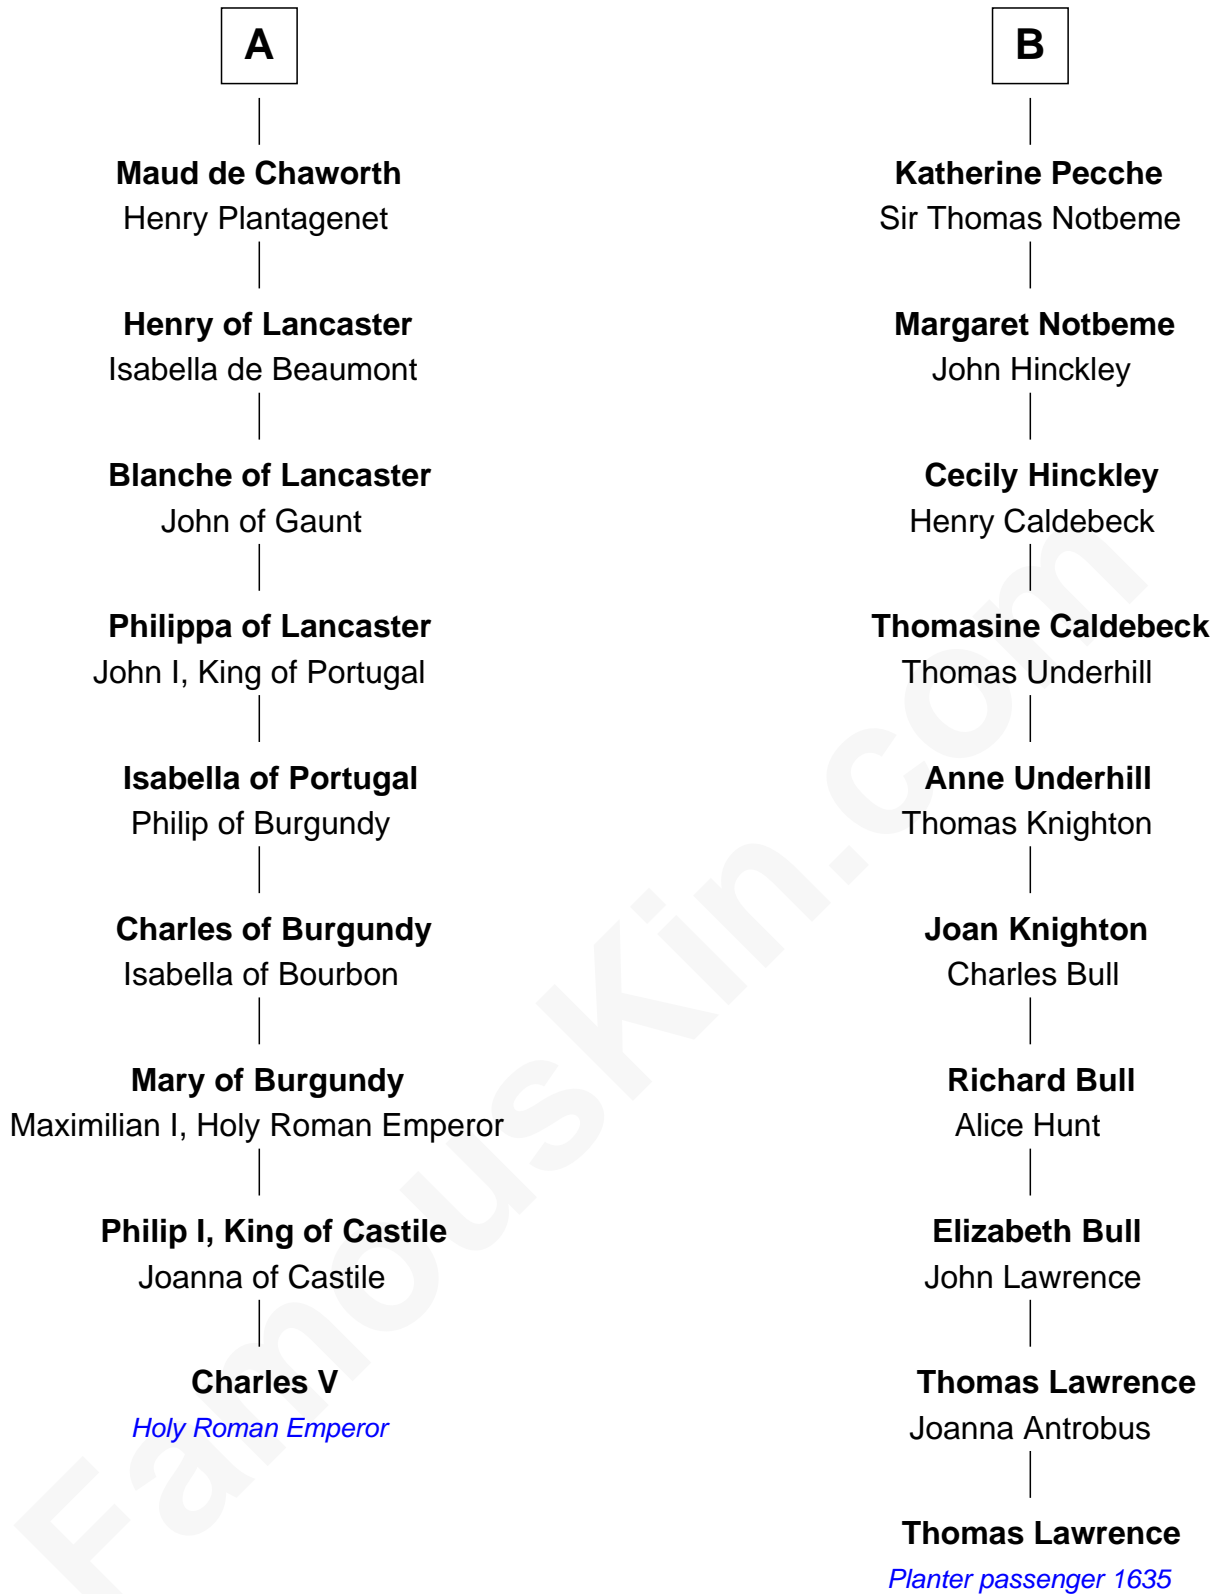 A
Maud de Chaworth
Henry Plantagenet
Henry of Lancaster
Isabella de Beaumont
Blanche of Lancaster
John of Gaunt
Philippa of Lancaster
John I, King of Portugal
Isabella of Portugal
Philip of Burgundy
Charles of Burgundy
Isabella of Bourbon
Mary of Burgundy
Maximilian I, Holy Roman Emperor
Philip I, King of Castile
Joanna of Castile
Charles V
Holy Roman Emperor
B
Katherine Pecche
Sir Thomas Notbeme
Margaret Notbeme
John Hinckley
Cecily Hinckley
Henry Caldebeck
Thomasine Caldebeck
Thomas Underhill
Anne Underhill
Thomas Knighton
Joan Knighton
Charles Bull
Richard Bull
Alice Hunt
Elizabeth Bull
John Lawrence
Thomas Lawrence
Joanna Antrobus
Thomas Lawrence
Planter passenger 1635
FamousKin.com